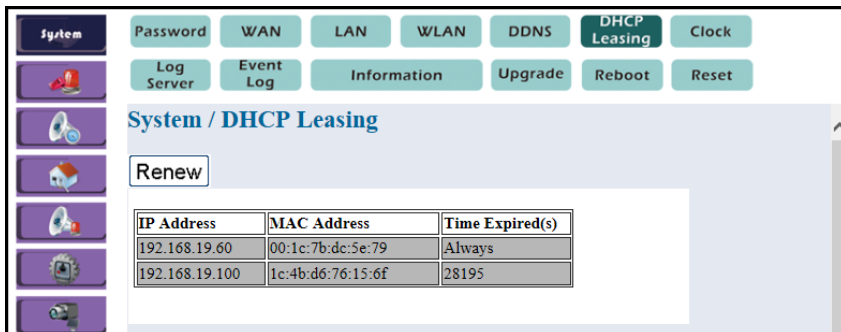 System
Password WAN LAN WLAN DDNS DHCP Leasing Clock
Log Server Event Log Information Upgrade Reboot Reset
System / DHCP Leasing
Renew
IP Address MAC Address Time Expired(s)
192.168.19.60 00:1c:7b:dc:5e:79 Always
192.168.19.100 1c:4b:d6:76:15:6f 28195